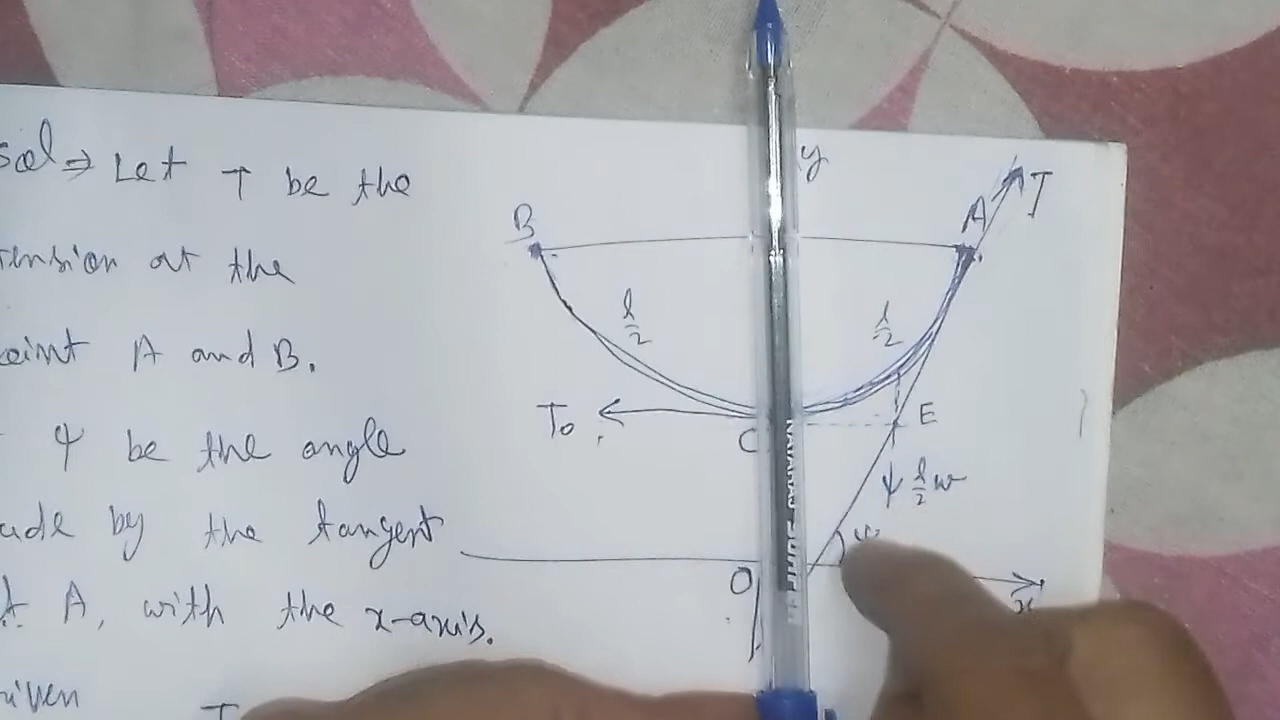 sol ⇒ Let T be the
tension at the
point A and B.
ψ be the angle
made by the tangent
at A, with the x-axis.
given T
y
B
A
T
l/2
l/2
To
C
E
l/2 w
ψ
O
x